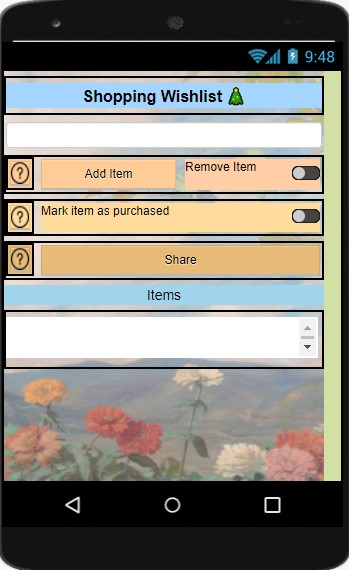 9:48
Shopping Wishlist 🎄
?
Add Item
Remove Item
?
Mark item as purchased
?
Share
Items